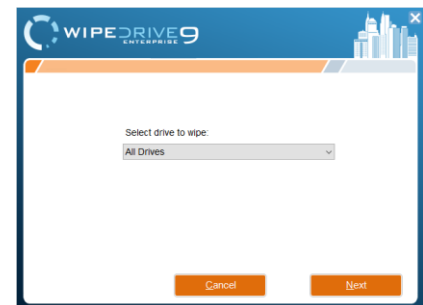 WIPEDRIVE9
ENTERPRISE
Select drive to wipe:
All Drives
Cancel
Next